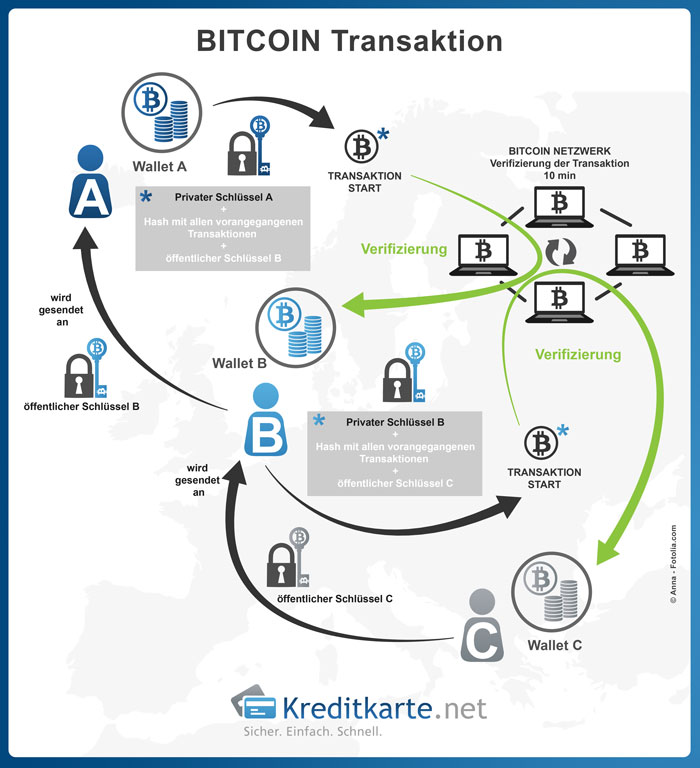 BITCOIN Transaktion
Wallet A
TRANSAKTION
START
BITCOIN NETZWERK
Verifizierung der Transaktion
10 min
A
Privater Schlüssel A
+
Hash mit allen vorangegangenen
Transaktionen
+
öffentlicher Schlüssel B
Verifizierung
wird
gesendet
an
öffentlicher Schlüssel B
Wallet B
Verifizierung
B
Privater Schlüssel B
+
Hash mit allen vorangegangenen
Transaktionen
+
öffentlicher Schlüssel C
TRANSAKTION
START
wird
gesendet
an
öffentlicher Schlüssel C
C
Wallet C
© Anna - Fotolia.com
Kreditkarte.net
Sicher. Einfach. Schnell.